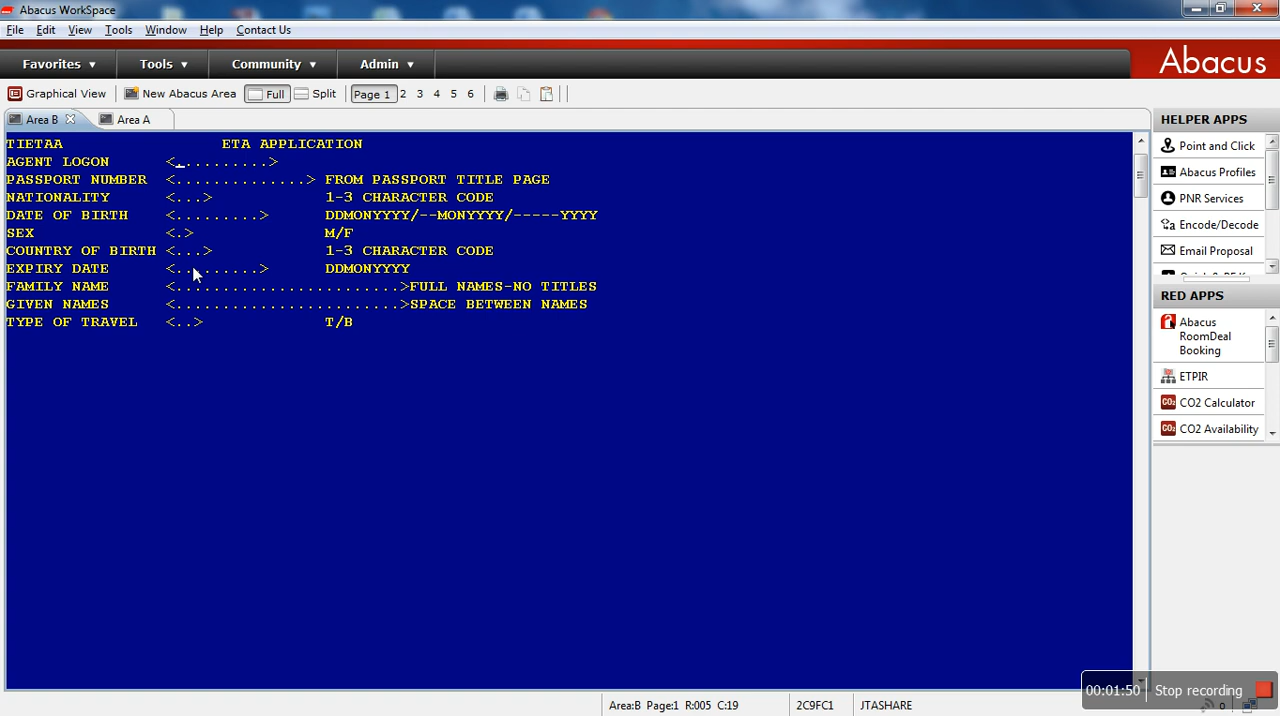 Abacus WorkSpace
File Edit View Tools Window Help Contact Us
Favorites Tools Community Admin Abacus
Graphical View New Abacus Area Full Split Page 1 2 3 4 5 6
Area B Area A
TIETAA ETA APPLICATION
AGENT LOGON <_.........>
PASSPORT NUMBER <..............> FROM PASSPORT TITLE PAGE
NATIONALITY <...> 1-3 CHARACTER CODE
DATE OF BIRTH <.........> DDMONYYYY/--MONYYYY/-----YYYY
SEX <.> M/F
COUNTRY OF BIRTH <...> 1-3 CHARACTER CODE
EXPIRY DATE <.........> DDMONYYYY
FAMILY NAME <........................>FULL NAMES-NO TITLES
GIVEN NAMES <........................>SPACE BETWEEN NAMES
TYPE OF TRAVEL <..> T/B
HELPER APPS
Point and Click
Abacus Profiles
PNR Services
Encode/Decode
Email Proposal
RED APPS
Abacus
RoomDeal
Booking
ETPIR
CO2 Calculator
CO2 Availability
00:01:50 Stop recording
Area:B Page:1 R:005 C:19 2C9FC1 JTASHARE 0